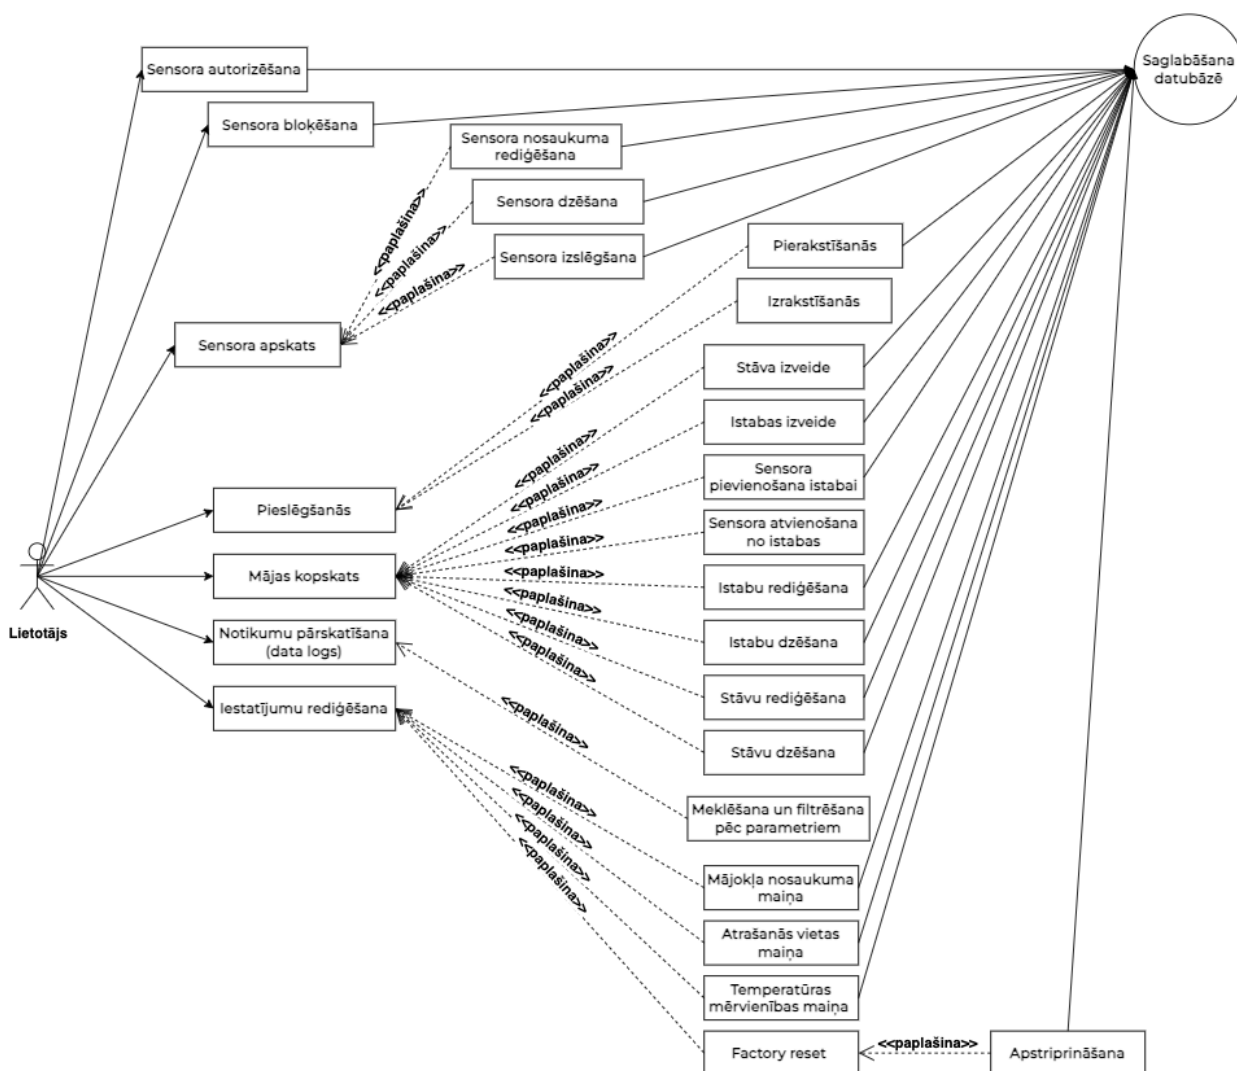 Saglabāšana
datubāzē
Sensora autorizēšana
Sensora bloķēšana
Sensora nosaukuma
rediģēšana
Sensora dzēšana
Sensora izslēgšana
<<paplašina>>
<<paplašina>>
<<paplašina>>
Sensora apskats
Pierakstīšanās
Izrakstīšanās
<<paplašina>>
<<paplašina>>
Pieslēgšanās
Mājas kopskats
Notikumu pārskatīšana
(data logs)
Iestatījumu rediģēšana
Lietotājs
Stāva izveide
Istabas izveide
Sensora
pievienošana istabai
Sensora atvienošana
no istabas
Istabu rediģēšana
Istabu dzēšana
Stāvu rediģēšana
Stāvu dzēšana
<<paplašina>>
<<paplašina>>
<<paplašina>>
<<paplašina>>
<<paplašina>>
<<paplašina>>
<<paplašina>>
<<paplašina>>
<<paplašina>>
Meklēšana un filtrēšana
pēc parametriem
<<paplašina>>
<<paplašina>>
<<paplašina>>
<<paplašina>>
Mājokļa nosaukuma
maiņa
Atrašanās vietas
maiņa
Temperatūras
mērvienības maiņa
Factory reset
<<paplašina>>
Apstriprināšana